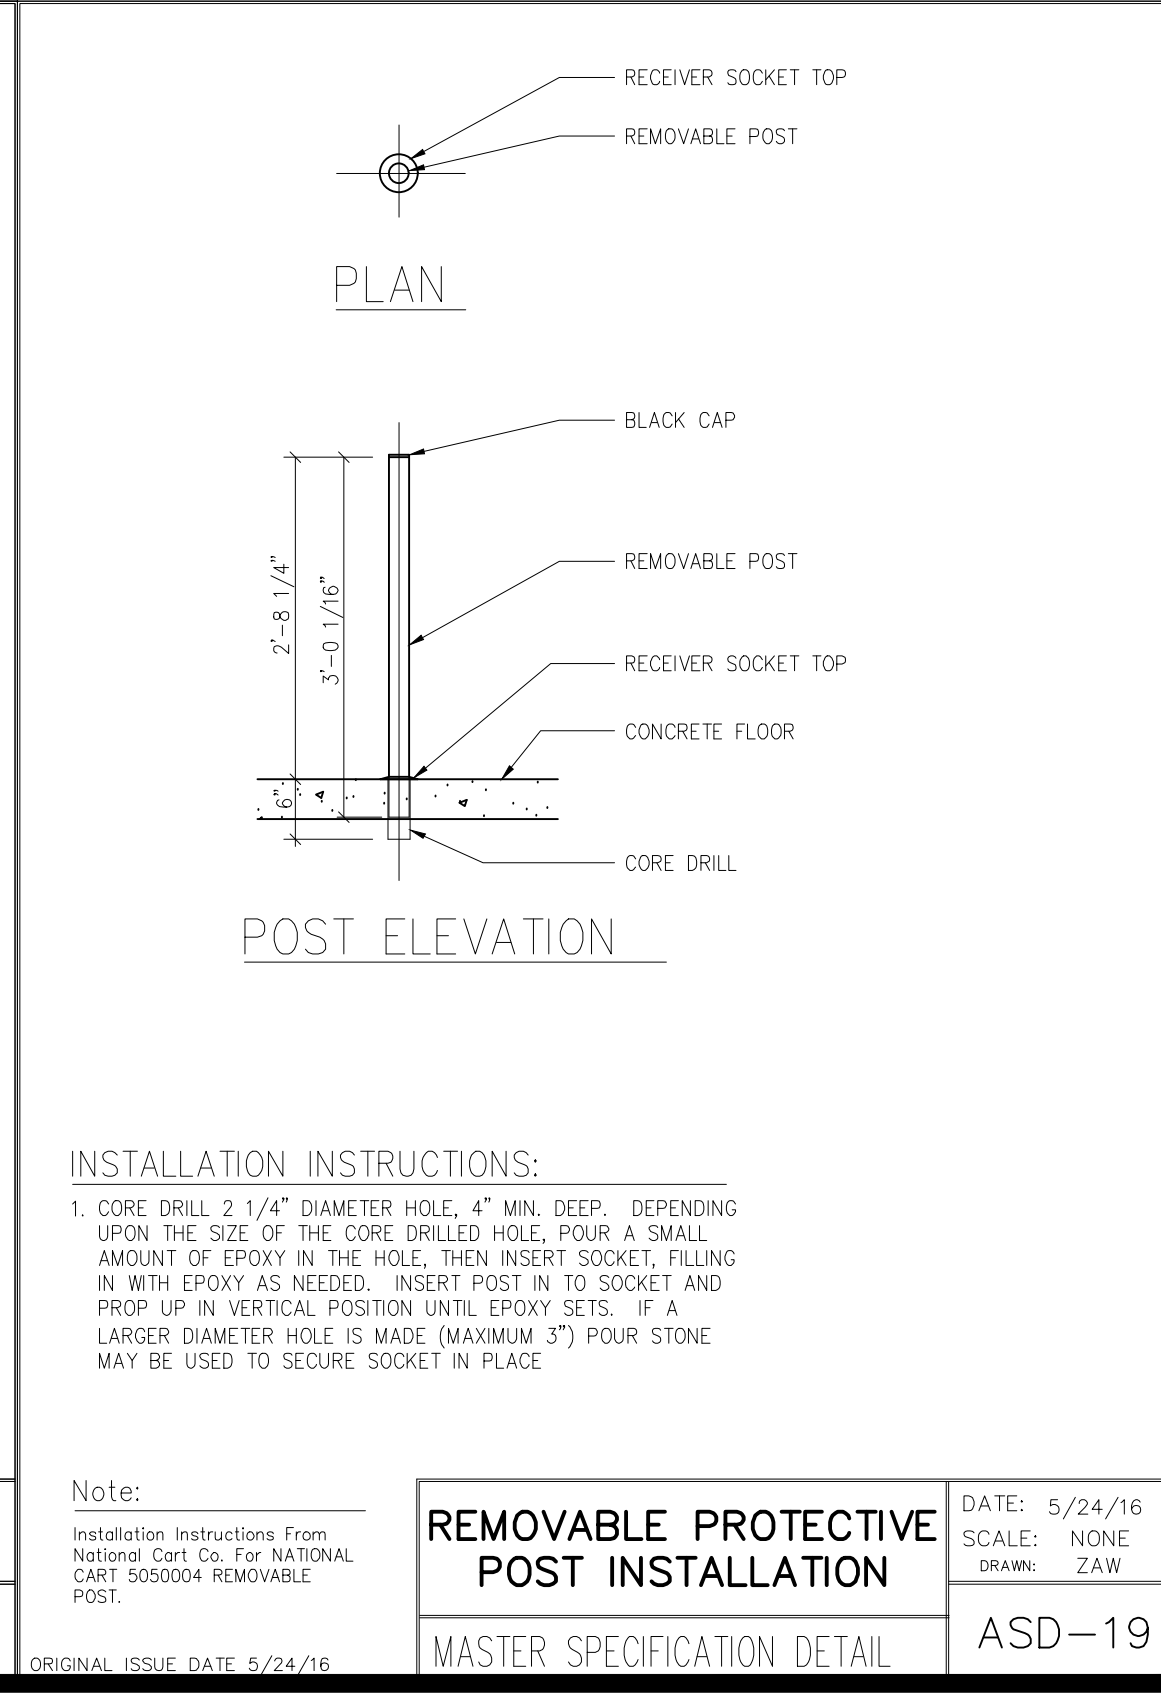 RECEIVER SOCKET TOP
REMOVABLE POST
PLAN
BLACK CAP
2'-8 1/4"
3'-0 1/16"
REMOVABLE POST
RECEIVER SOCKET TOP
CONCRETE FLOOR
6"
CORE DRILL
POST ELEVATION
INSTALLATION INSTRUCTIONS:
1. CORE DRILL 2 1/4" DIAMETER HOLE, 4" MIN. DEEP. DEPENDING
UPON THE SIZE OF THE CORE DRILLED HOLE, POUR A SMALL
AMOUNT OF EPOXY IN THE HOLE, THEN INSERT SOCKET, FILLING
IN WITH EPOXY AS NEEDED. INSERT POST IN TO SOCKET AND
PROP UP IN VERTICAL POSITION UNTIL EPOXY SETS. IF A
LARGER DIAMETER HOLE IS MADE (MAXIMUM 3") POUR STONE
MAY BE USED TO SECURE SOCKET IN PLACE
Note:
Installation Instructions From
National Cart Co. For NATIONAL
CART 5050004 REMOVABLE
POST.
ORIGINAL ISSUE DATE 5/24/16
REMOVABLE PROTECTIVE
POST INSTALLATION
MASTER SPECIFICATION DETAIL
DATE: 5/24/16
SCALE: NONE
DRAWN: ZAW
ASD-19